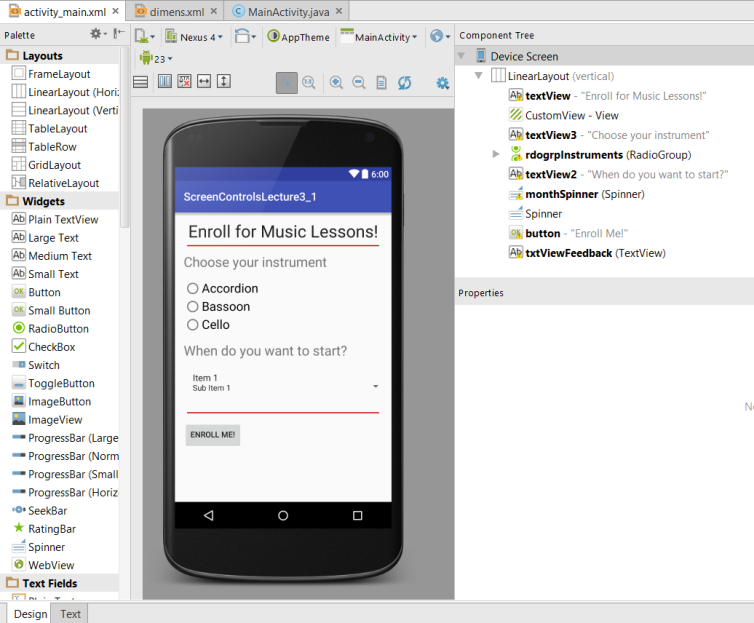 activity_main.xml × dimens.xml × MainActivity.java ×
Palette
Nexus 4 AppTheme MainActivity
23
Component Tree
Layouts
FrameLayout
LinearLayout (Hori:
LinearLayout (Verti
TableLayout
TableRow
GridLayout
RelativeLayout
Widgets
Plain TextView
Large Text
Medium Text
Small Text
Button
Small Button
RadioButton
CheckBox
Switch
ToggleButton
ImageButton
ImageView
ProgressBar (Large
ProgressBar (Norm
ProgressBar (Small
ProgressBar (Horiz
SeekBar
RatingBar
Spinner
WebView
Text Fields
6:00
ScreenControlsLecture3_1
Enroll for Music Lessons!
Choose your instrument
Accordion
Bassoon
Cello
When do you want to start?
Item 1
Sub Item 1
ENROLL ME!
Device Screen
LinearLayout (vertical)
textView - "Enroll for Music Lessons!"
CustomView - View
textView3 - "Choose your instrument"
rdogrpInstruments (RadioGroup)
textView2 - "When do you want to start?"
monthSpinner (Spinner)
Spinner
button - "Enroll Me!"
txtViewFeedback (TextView)
Properties
Design Text